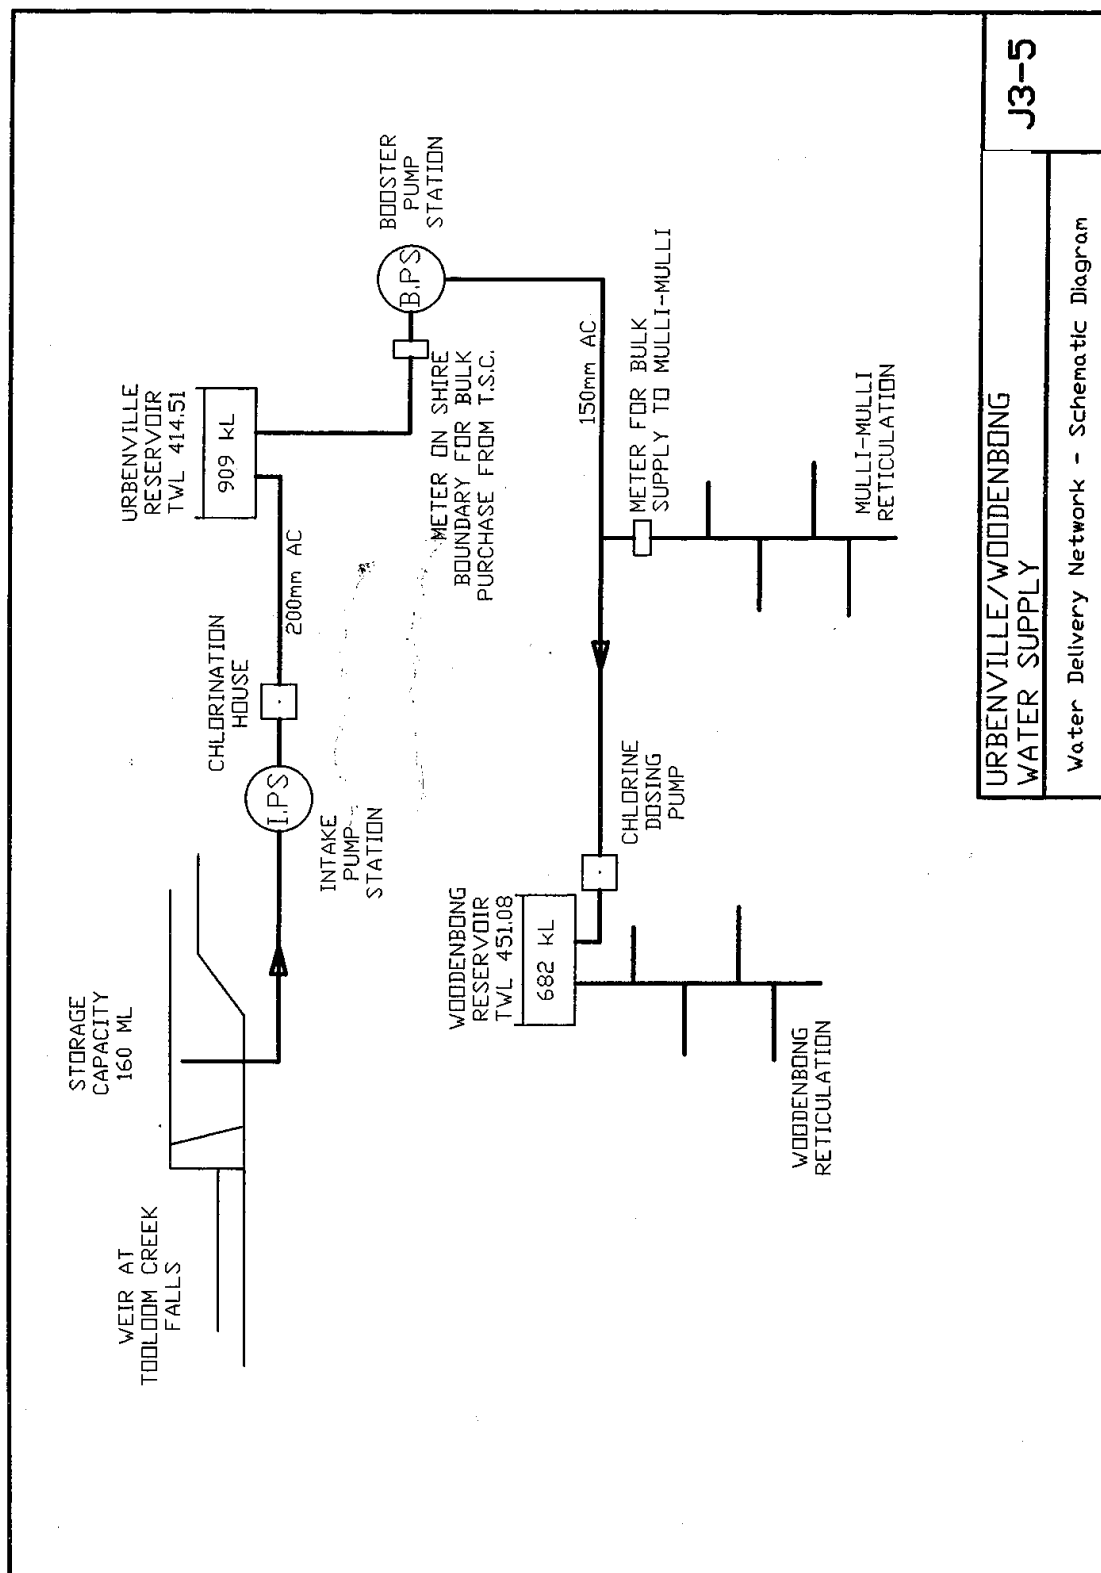 WEIR AT
TOOLOOM CREEK
FALLS
STORAGE
CAPACITY
160 ML
I.PS
INTAKE
PUMP
STATION
CHLORINATION
HOUSE
200mm AC
URBENVILLE
RESERVOIR
TWL 414.51
909 kL
METER ON SHIRE
BOUNDARY FOR BULK
PURCHASE FROM T.S.C.
B.PS
BOOSTER
PUMP
STATION
150mm AC
METER FOR BULK
SUPPLY TO MULLI-MULLI
MULLI-MULLI
RETICULATION
CHLORINE
DOSING
PUMP
WOODENBONG
RESERVOIR
TWL 451.08
682 kL
WOODENBONG
RETICULATION
URBENVILLE/WOODENBONG
WATER SUPPLY
J3-5
Water Delivery Network - Schematic Diagram